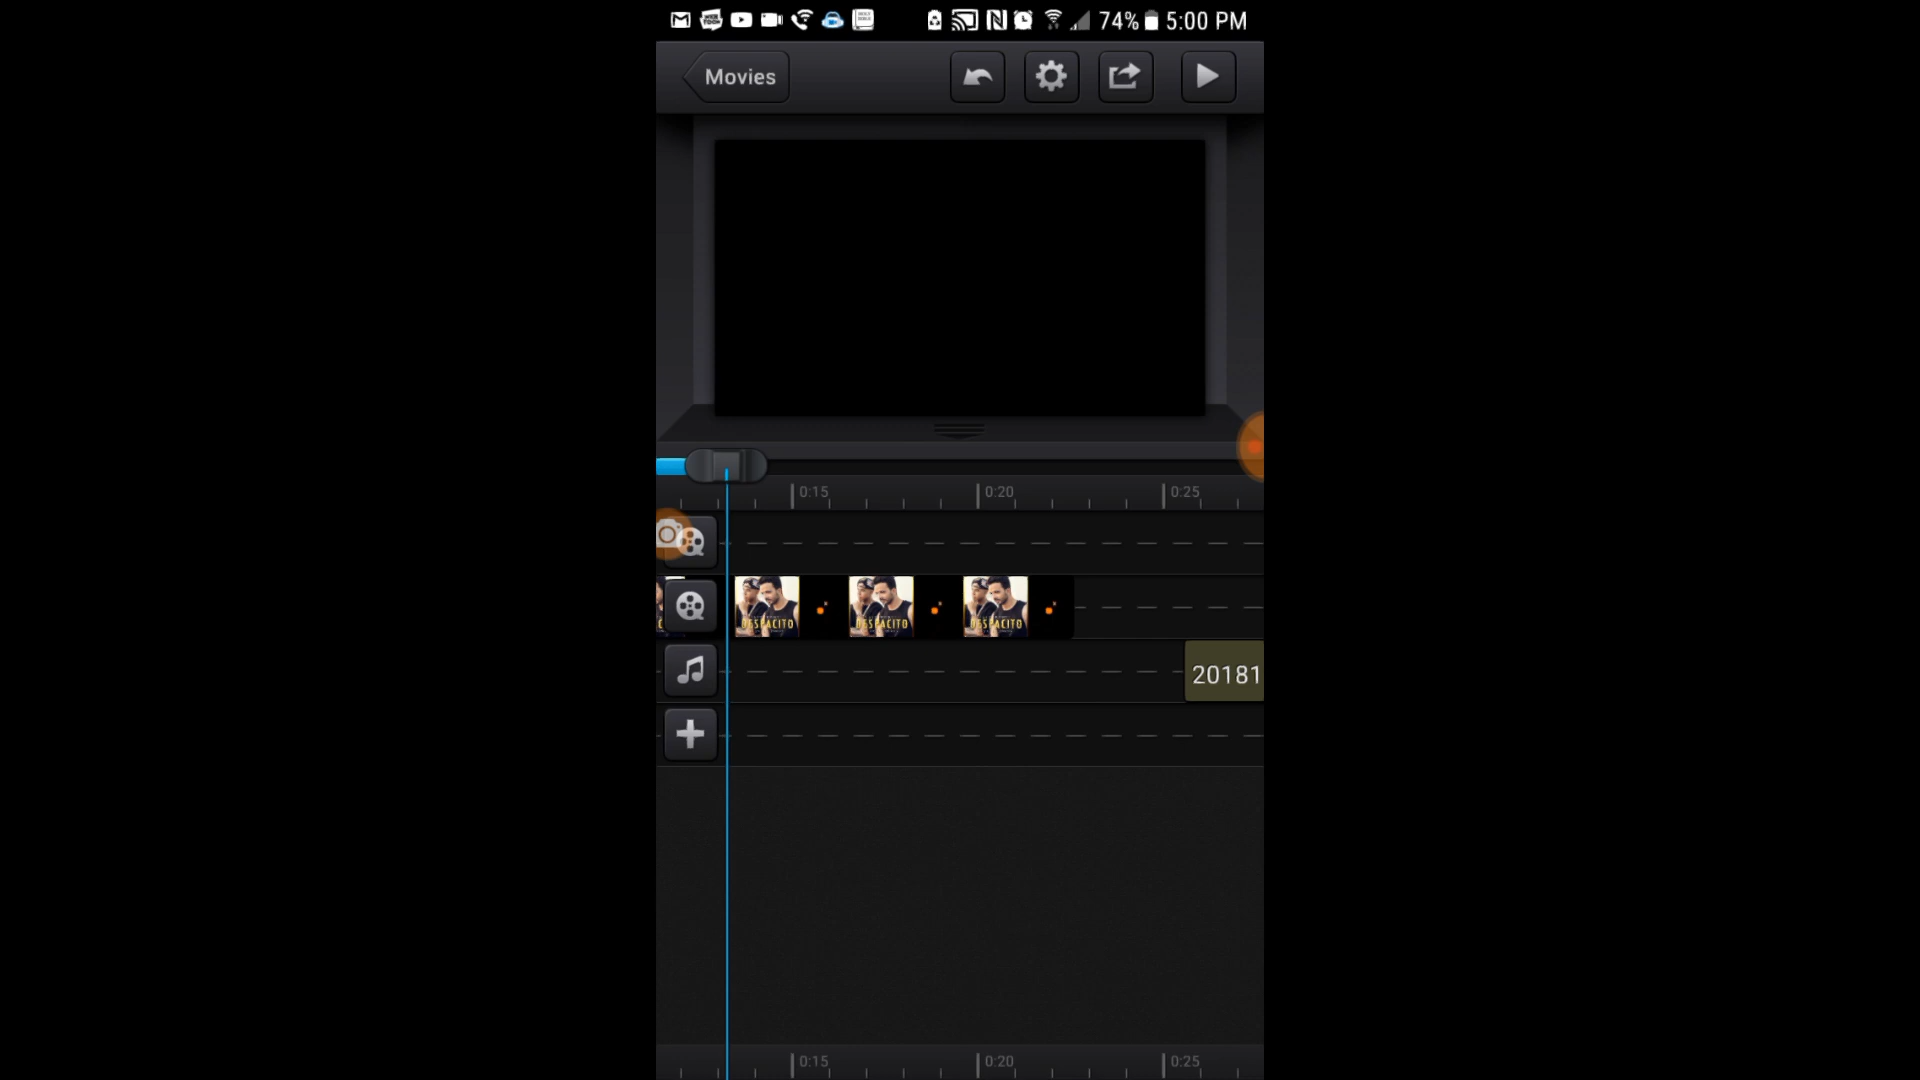 74% 5:00 PM
Movies
0:15 0:20 0:25
DESPACITO DESPACITO DESPACITO
20181
0:15 0:20 0:25